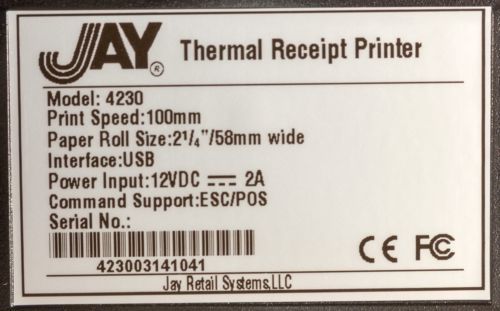 JAY® Thermal Receipt Printer
Model: 4230
Print Speed:100mm
Paper Roll Size:2¼"/58mm wide
Interface:USB
Power Input:12VDC ⎓ 2A
Command Support:ESC/POS
Serial No.:
423003141041
CE FC
Jay Retail Systems,LLC